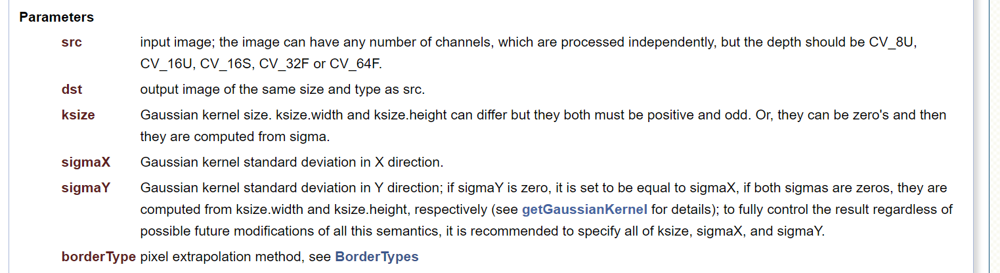 Parameters
src input image; the image can have any number of channels, which are processed independently, but the depth should be CV_8U,
CV_16U, CV_16S, CV_32F or CV_64F.
dst output image of the same size and type as src.
ksize Gaussian kernel size. ksize.width and ksize.height can differ but they both must be positive and odd. Or, they can be zero's and then
they are computed from sigma.
sigmaX Gaussian kernel standard deviation in X direction.
sigmaY Gaussian kernel standard deviation in Y direction; if sigmaY is zero, it is set to be equal to sigmaX, if both sigmas are zeros, they are
computed from ksize.width and ksize.height, respectively (see getGaussianKernel for details); to fully control the result regardless of
possible future modifications of all this semantics, it is recommended to specify all of ksize, sigmaX, and sigmaY.
borderType pixel extrapolation method, see BorderTypes